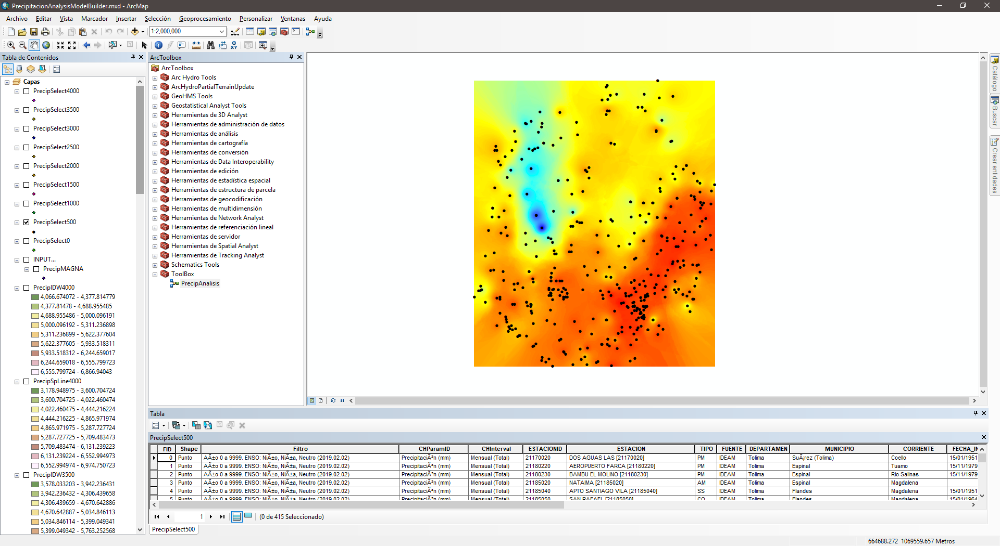 PrecipitacionAnalysisModelBuilder.mxd - ArcMap
Archivo Editar Vista Marcador Insertar Selección Geoprocesamiento Personalizar Ventanas Ayuda
1:2,000,000
Tabla de Contenidos
Capas
PrecipSelect4000
PrecipSelect3500
PrecipSelect3000
PrecipSelect2500
PrecipSelect2000
PrecipSelect1500
PrecipSelect1000
PrecipSelect500
PrecipSelect0
INPUT...
PrecipMAGNA
PrecipIDW4000
4,066.674072 - 4,377.814779
4,377.81478 - 4,688.955485
4,688.955486 - 5,000.096191
5,000.096192 - 5,311.236898
5,311.236899 - 5,622.377604
5,622.377605 - 5,933.518311
5,933.518312 - 6,244.659017
6,244.659018 - 6,555.799723
6,555.799724 - 6,866.94043
PrecipSpLine4000
3,178.948975 - 3,600.704724
3,600.704725 - 4,022.460474
4,022.460475 - 4,444.216224
4,444.216225 - 4,865.971974
4,865.971975 - 5,287.727724
5,287.727725 - 5,709.483473
5,709.483474 - 6,131.239223
6,131.239224 - 6,552.994973
6,552.994974 - 6,974.750723
PrecipIDW3500
3,578.033203 - 3,942.236431
3,942.236432 - 4,306.439658
4,306.439659 - 4,670.642886
4,670.642887 - 5,034.846113
5,034.846114 - 5,399.049341
5,399.049342 - 5,763.252568
ArcToolbox
ArcToolbox
Arc Hydro Tools
ArcHydroPartialTerrainUpdate
GeoHMS Tools
Geostatistical Analyst Tools
Herramientas de 3D Analyst
Herramientas de administración de datos
Herramientas de análisis
Herramientas de cartografía
Herramientas de conversión
Herramientas de Data Interoperability
Herramientas de edición
Herramientas de estadística espacial
Herramientas de estructura de parcela
Herramientas de geocodificación
Herramientas de multidimensión
Herramientas de Network Analyst
Herramientas de referenciación lineal
Herramientas de servidor
Herramientas de Spatial Analyst
Herramientas de Tracking Analyst
Schematics Tools
ToolBox
PrecipAnalisis
Catálogo
Buscar
Crear entidades
Tabla
PrecipSelect500
FID Shape Filtro CHParamID CHInterval ESTACIONID ESTACION TIPO FUENTE DEPARTAMEN MUNICIPIO CORRIENTE FECHA_IN
0 Punto AÃ±o 0 a 9999. ENSO: NiÃ±o, NiÃ±a, Neutro (2019.02.02) PrecipitaciÃ³n (mm) Mensual (Total) 21170020 DOS AGUAS LAS [21170020] PM IDEAM Tolima SuÃ¡rez (Tolima) Coello 15/01/1951
1 Punto AÃ±o 0 a 9999. ENSO: NiÃ±o, NiÃ±a, Neutro (2019.02.02) PrecipitaciÃ³n (mm) Mensual (Total) 21180220 AEROPUERTO FARCA [21180220] PM IDEAM Tolima Espinal Tuamo 15/11/1979
2 Punto AÃ±o 0 a 9999. ENSO: NiÃ±o, NiÃ±a, Neutro (2019.02.02) PrecipitaciÃ³n (mm) Mensual (Total) 21180230 BAMBU EL MOLINO [21180230] PM IDEAM Tolima Espinal Rio Salinas 15/11/1979
3 Punto AÃ±o 0 a 9999. ENSO: NiÃ±o, NiÃ±a, Neutro (2019.02.02) PrecipitaciÃ³n (mm) Mensual (Total) 21185020 NATAIMA [21185020] AM IDEAM Tolima Espinal Magdalena
4 Punto AÃ±o 0 a 9999. ENSO: NiÃ±o, NiÃ±a, Neutro (2019.02.02) PrecipitaciÃ³n (mm) Mensual (Total) 21185040 APTO SANTIAGO VILA [21185040] SS IDEAM Tolima Flandes Magdalena 15/01/1951
5 Punto AÃ±o 0 a 9999. ENSO: NiÃ±o, NiÃ±a, Neutro (2019.02.02) PrecipitaciÃ³n (mm) Mensual (Total) 21185050 SAN RAFAEL [21185050] CO IDEAM Tolima Flandes Magdalena 15/01/1964
1 (0 de 415 Seleccionado)
PrecipSelect500
664688.272 1069559.657 Metros